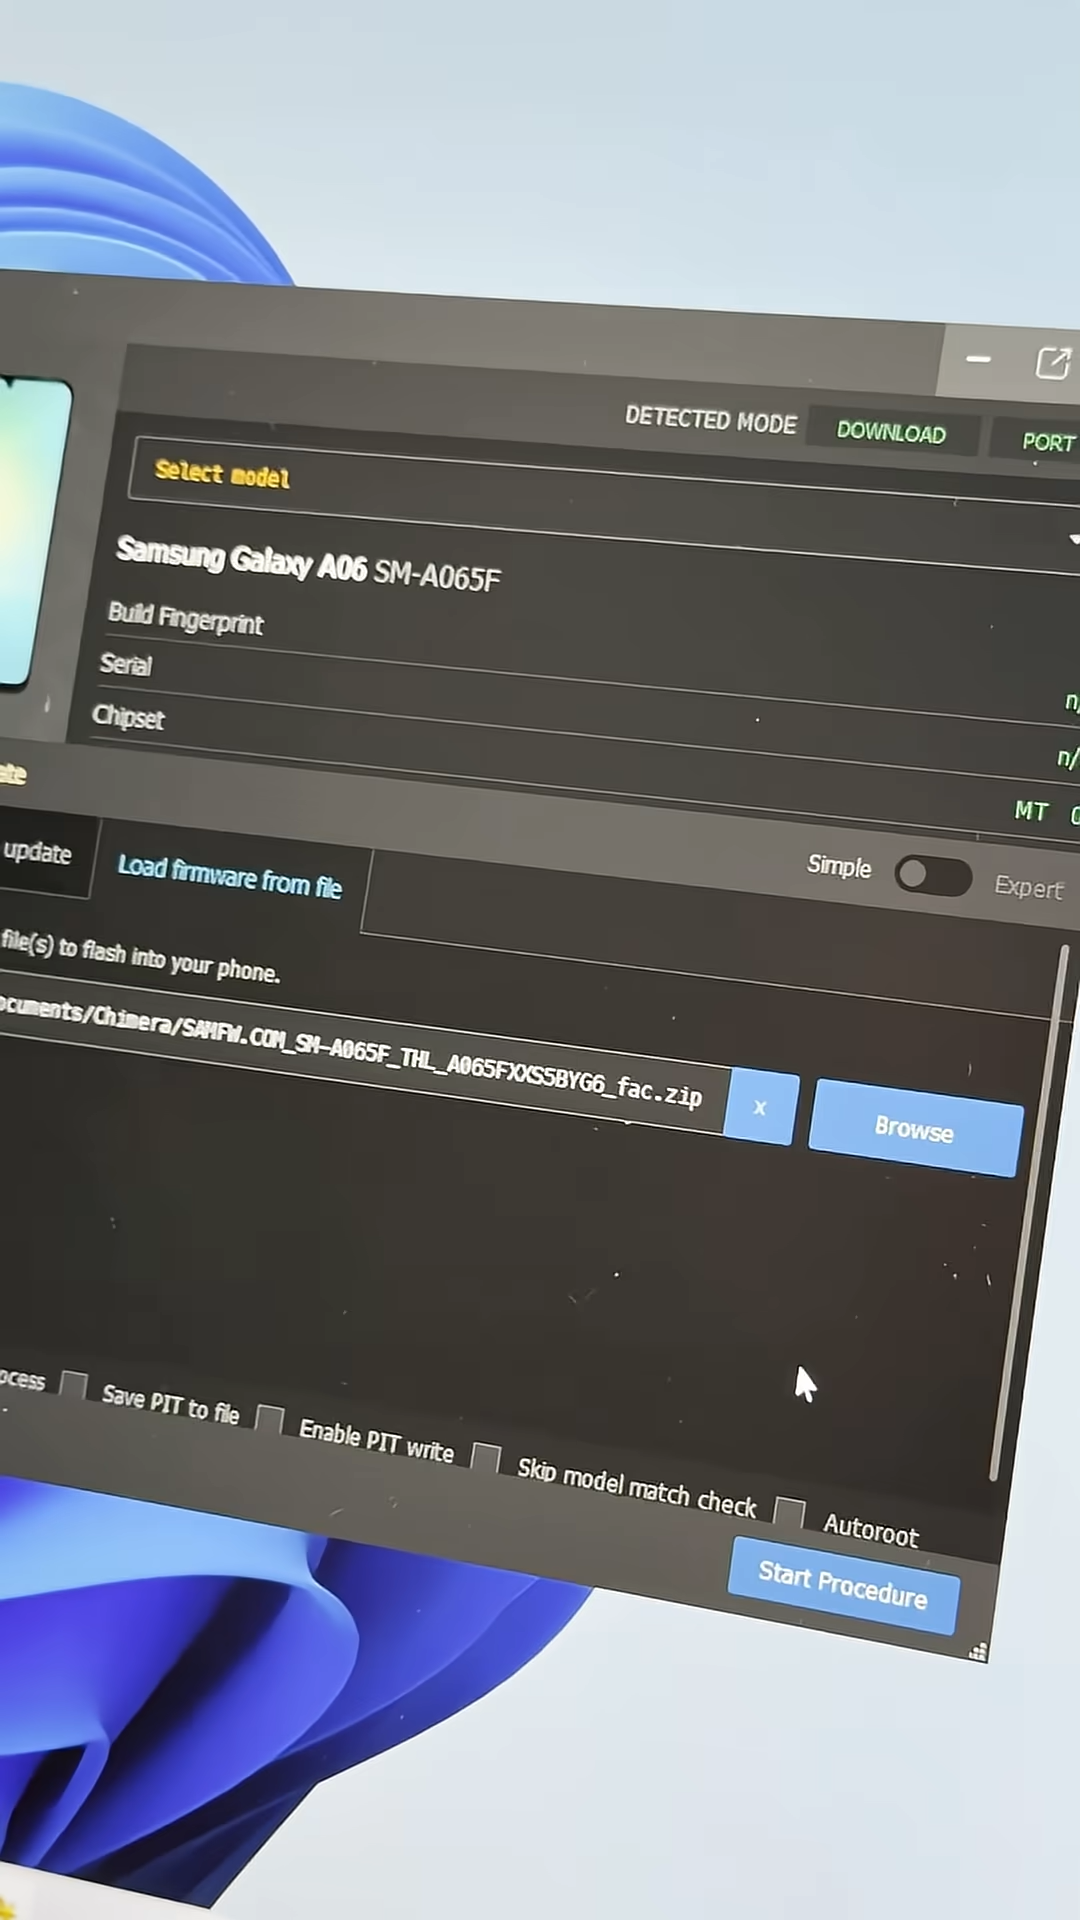 DETECTED MODE DOWNLOAD PORT
Select model
Samsung Galaxy A06 SM-A065F
Build Fingerprint
Serial
n/
Chipset
n/
MT
update
Load firmware from file
Simple
Expert
file(s) to flash into your phone.
ocuments/Chimera/SAMFW.COM_SM-A065F_THL_A065FXXS5BYG6_fac.zip
x
Browse
ocess
Save PIT to file
Enable PIT write
Skip model match check
Autoroot
Start Procedure